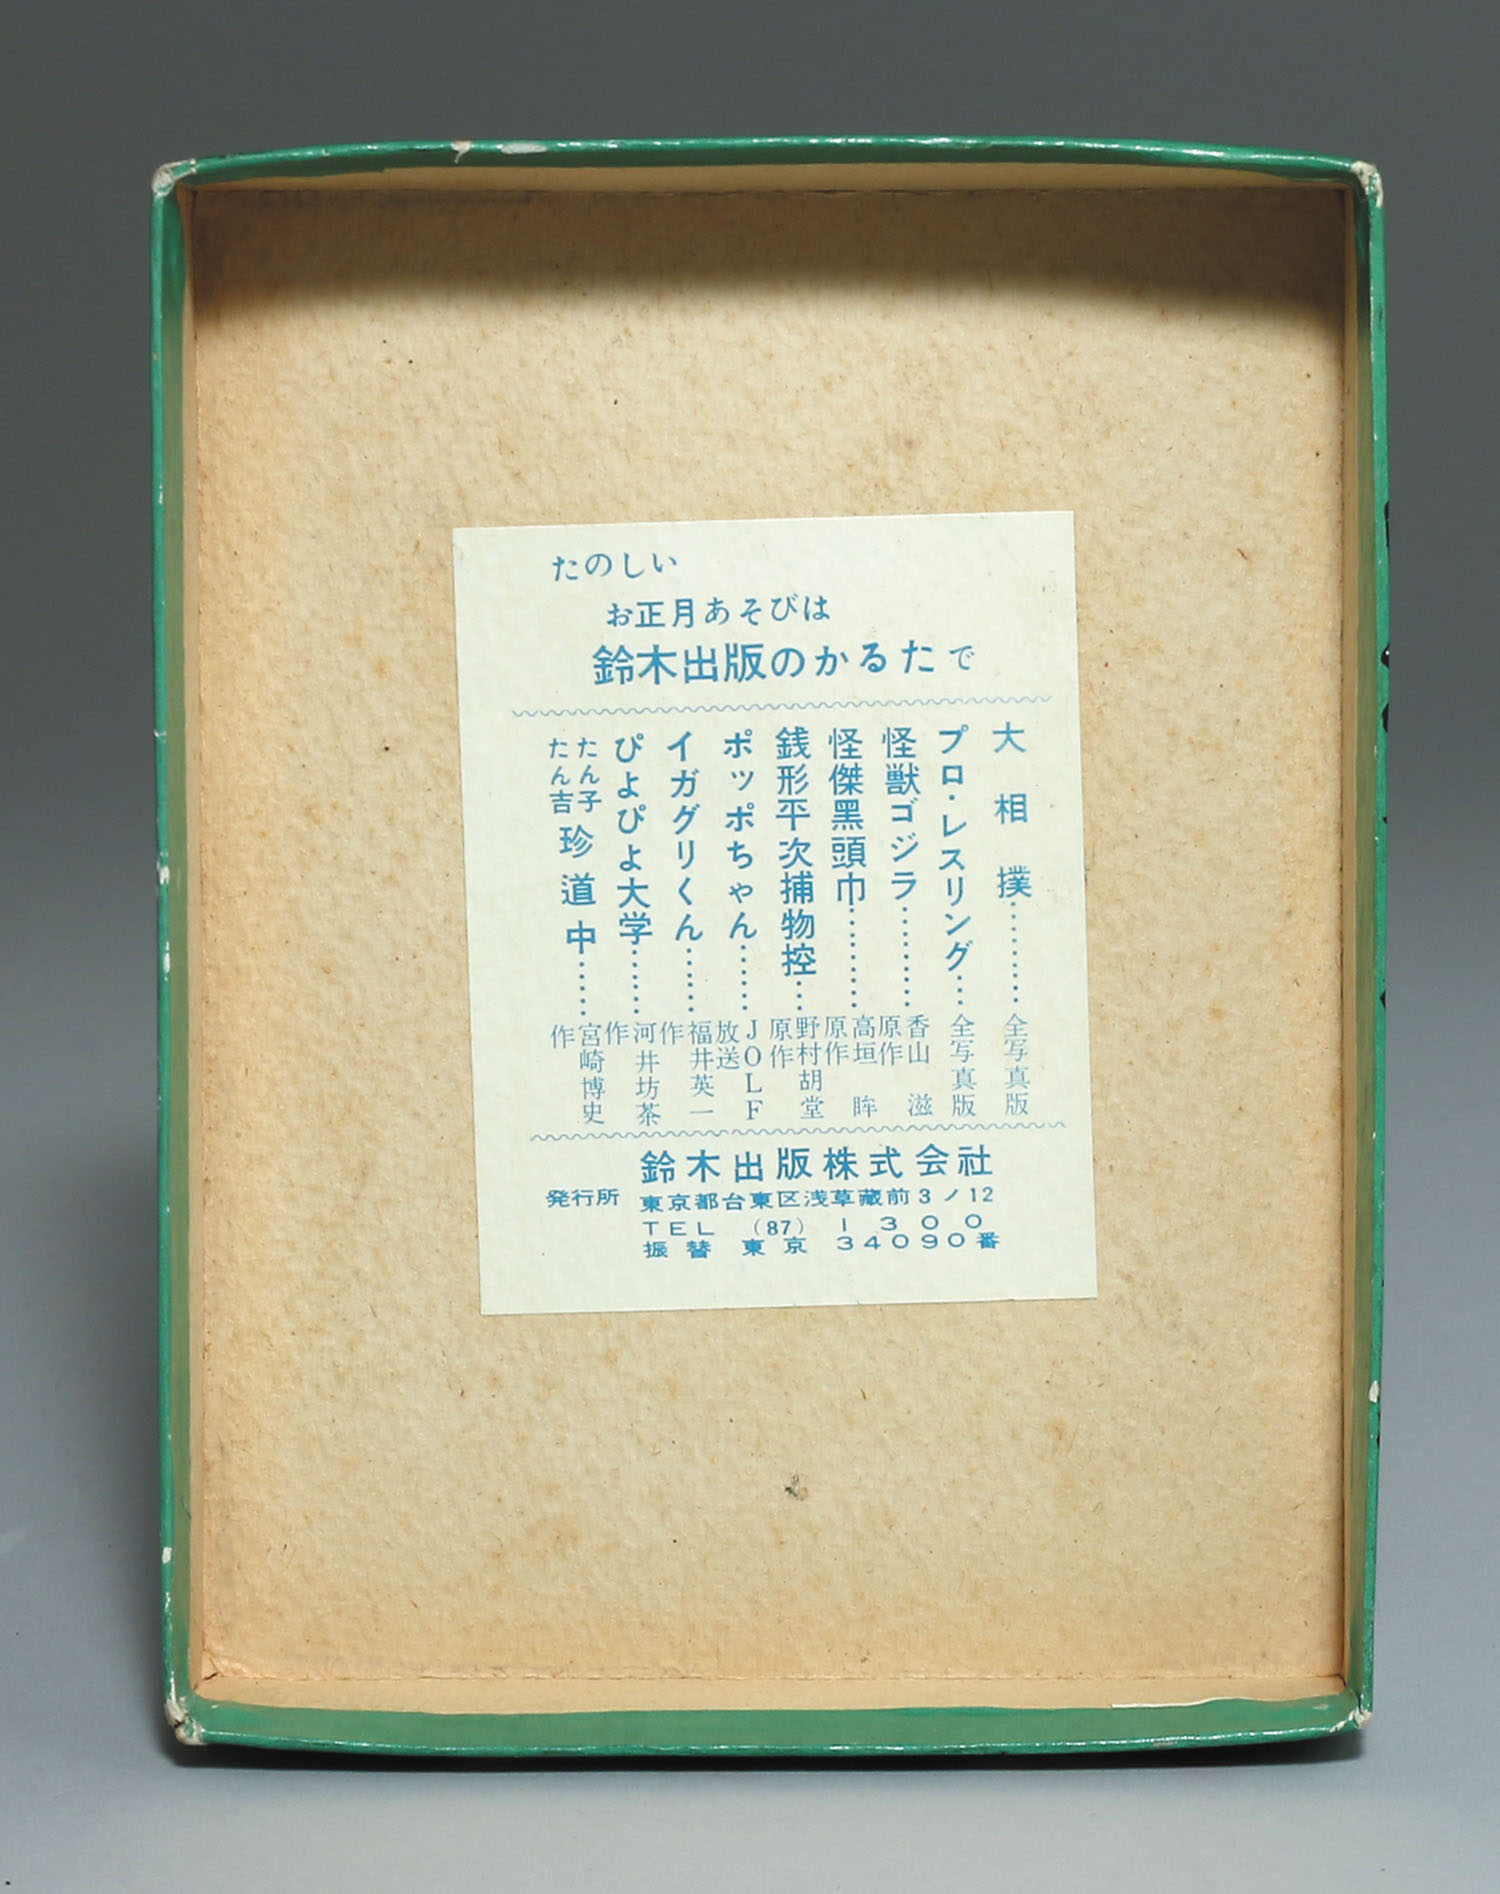 たのしい
お正月あそびは
鈴木出版のかるたで
大相撲………全写真版
プロ・レスリング…全写真版
怪獣ゴジラ………香山滋原作
怪傑黑頭巾………高垣眸原作
銭形平次捕物控…野村胡堂原作
ポッポちゃん……JOLF放送
イガグリくん……福井英一作
ぴよぴよ大学……河井坊茶作
たん子たん吉珍道中……宮崎博史作
鈴木出版株式会社
発行所 東京都台東区浅草蔵前3ノ12
TEL (87) 1300
振替 東京 34090番